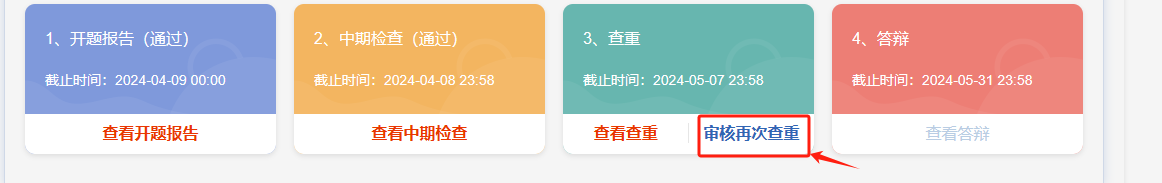 1、开题报告（通过）
截止时间：2024-04-09 00:00
查看开题报告
2、中期检查（通过）
截止时间：2024-04-08 23:58
查看中期检查
3、查重
截止时间：2024-05-07 23:58
查看查重
审核再次查重
4、答辩
截止时间：2024-05-31 23:58
查看答辩